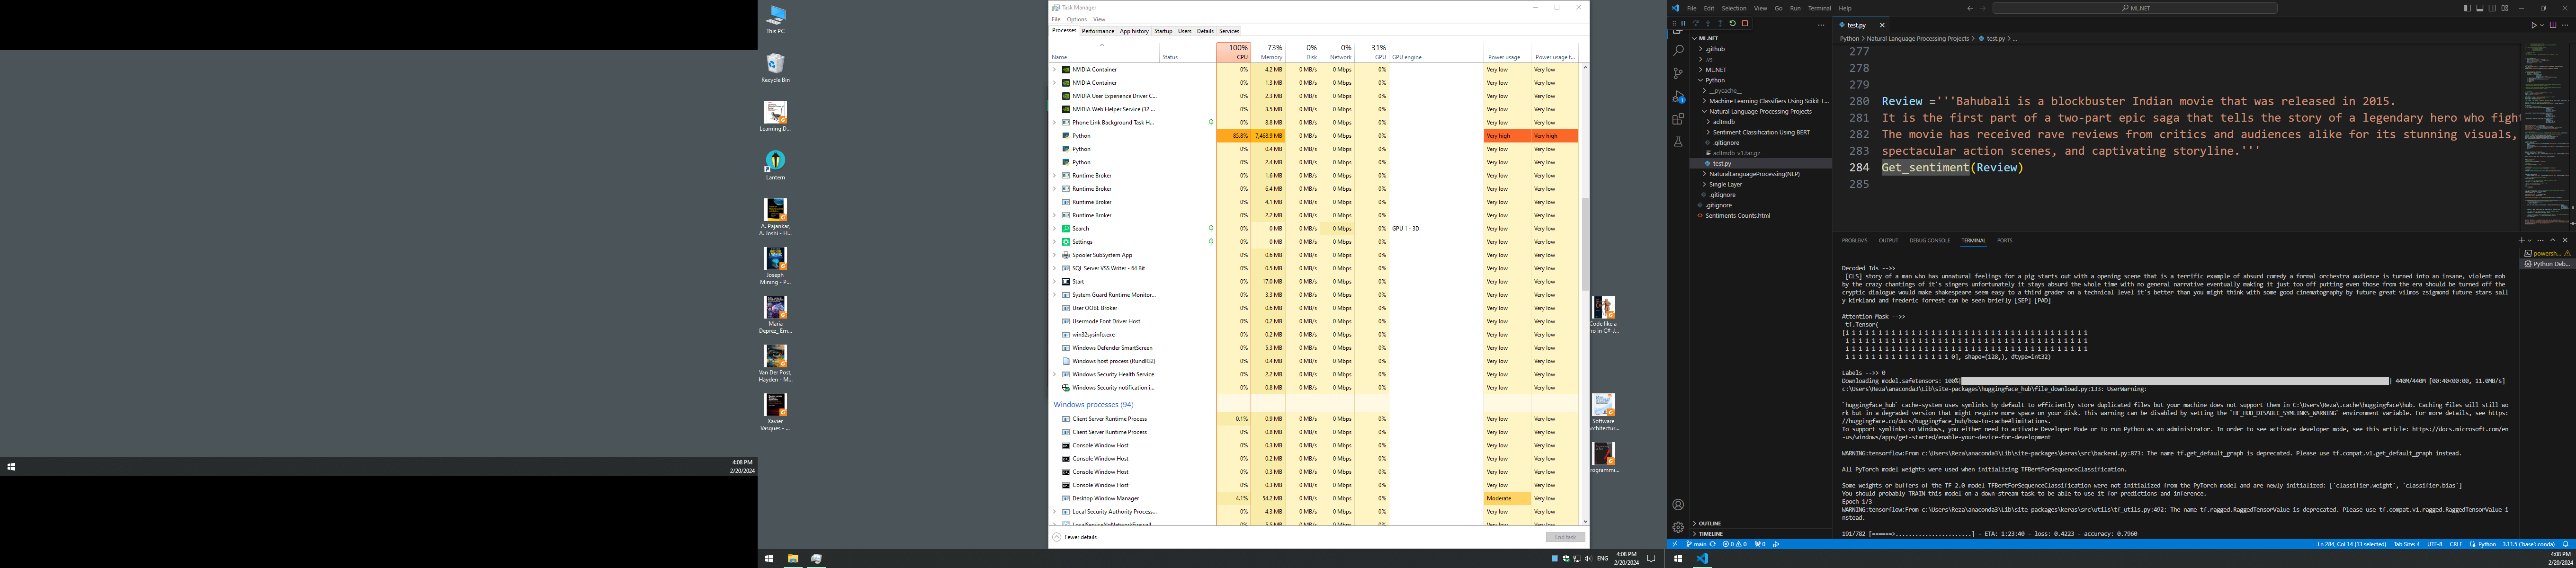 4:08 PM
2/20/2024
This PC
Recycle Bin
Learning.D...
Lantern
A. Pajankar,
A. Joshi - H...
Joseph
Mining - P...
Maria
Deprez_ Em...
Van Der Post,
Hayden - M...
Xavier
Vasques - ...
Task Manager
File Options View
Processes Performance App history Startup Users Details Services
100% 73% 0% 0% 31%
Name Status CPU Memory Disk Network GPU GPU engine Power usage Power usage t...
NVIDIA Container 0% 4.2 MB 0 MB/s 0 Mbps 0% Very low Very low
NVIDIA Container 0% 1.3 MB 0 MB/s 0 Mbps 0% Very low Very low
NVIDIA User Experience Driver C... 0% 2.3 MB 0 MB/s 0 Mbps 0% Very low Very low
NVIDIA Web Helper Service (32 ... 0% 3.5 MB 0 MB/s 0 Mbps 0% Very low Very low
Phone Link Background Task H... 0% 8.8 MB 0 MB/s 0 Mbps 0% Very low Very low
Python 85.8% 7,468.9 MB 0 MB/s 0 Mbps 0% Very high Very high
Python 0% 0.4 MB 0 MB/s 0 Mbps 0% Very low Very low
Python 0% 2.4 MB 0 MB/s 0 Mbps 0% Very low Very low
Runtime Broker 0% 1.6 MB 0 MB/s 0 Mbps 0% Very low Very low
Runtime Broker 0% 6.4 MB 0 MB/s 0 Mbps 0% Very low Very low
Runtime Broker 0% 4.1 MB 0 MB/s 0 Mbps 0% Very low Very low
Runtime Broker 0% 2.2 MB 0 MB/s 0 Mbps 0% Very low Very low
Search 0% 0 MB 0 MB/s 0 Mbps 0% GPU 1 - 3D Very low Very low
Settings 0% 0 MB 0 MB/s 0 Mbps 0% Very low Very low
Spooler SubSystem App 0% 0.6 MB 0 MB/s 0 Mbps 0% Very low Very low
SQL Server VSS Writer - 64 Bit 0% 0.5 MB 0 MB/s 0 Mbps 0% Very low Very low
Start 0% 17.0 MB 0 MB/s 0 Mbps 0% Very low Very low
System Guard Runtime Monitor... 0% 3.3 MB 0 MB/s 0 Mbps 0% Very low Very low
User OOBE Broker 0% 0.6 MB 0 MB/s 0 Mbps 0% Very low Very low
Usermode Font Driver Host 0% 0.2 MB 0 MB/s 0 Mbps 0% Very low Very low
win32sysinfo.exe 0% 0.2 MB 0 MB/s 0 Mbps 0% Very low Very low
Windows Defender SmartScreen 0% 5.3 MB 0 MB/s 0 Mbps 0% Very low Very low
Windows host process (Rundll32) 0% 0.4 MB 0 MB/s 0 Mbps 0% Very low Very low
Windows Security Health Service 0% 2.2 MB 0 MB/s 0 Mbps 0% Very low Very low
Windows Security notification i... 0% 0.8 MB 0 MB/s 0 Mbps 0% Very low Very low
Windows processes (94)
Client Server Runtime Process 0.1% 0.9 MB 0 MB/s 0 Mbps 0% Very low Very low
Client Server Runtime Process 0% 0.8 MB 0 MB/s 0 Mbps 0% Very low Very low
Console Window Host 0% 0.3 MB 0 MB/s 0 Mbps 0% Very low Very low
Console Window Host 0% 0.2 MB 0 MB/s 0 Mbps 0% Very low Very low
Console Window Host 0% 0.3 MB 0 MB/s 0 Mbps 0% Very low Very low
Console Window Host 0% 0.3 MB 0 MB/s 0 Mbps 0% Very low Very low
Desktop Window Manager 4.1% 54.2 MB 0 MB/s 0 Mbps 0% Moderate Very low
Local Security Authority Process... 0% 4.3 MB 0 MB/s 0 Mbps 0% Very low Very low
LocalServiceNoNetworkFirewall 0% 5.5 MB 0 MB/s 0 Mbps 0% Very low Very low
Fewer details End task
Code like a
ro in C#-J...
Software
rchitectur...
rogrammi...
ENG
4:08 PM
2/20/2024
File Edit Selection View Go Run Terminal Help
ML.NET
ML.NET
.github
.vs
ML.NET
Python
__pycache__
Machine Learning Classifiers Using Scikit-L...
Natural Language Processing Projects
aclImdb
Sentiment Classification Using BERT
.gitignore
aclImdb_v1.tar.gz
test.py
NaturalLanguageProcessing(NLP)
Single Layer
.gitignore
.gitignore
Sentiments Counts.html
OUTLINE
TIMELINE
test.py
Python > Natural Language Processing Projects > test.py > ...
277
278
279
280 Review ='''Bahubali is a blockbuster Indian movie that was released in 2015.
281 It is the first part of a two-part epic saga that tells the story of a legendary hero who figh
282 The movie has received rave reviews from critics and audiences alike for its stunning visuals,
283 spectacular action scenes, and captivating storyline.'''
284 Get_sentiment(Review)
285
PROBLEMS OUTPUT DEBUG CONSOLE TERMINAL PORTS
powersh...
Python Deb...
Decoded Ids -->>
[CLS] story of a man who has unnatural feelings for a pig starts out with a opening scene that is a terrific example of absurd comedy a formal orchestra audience is turned into an insane, violent mob
by the crazy chantings of it's singers unfortunately it stays absurd the whole time with no general narrative eventually making it just too off putting even those from the era should be turned off the
cryptic dialogue would make shakespeare seem easy to a third grader on a technical level it's better than you might think with some good cinematography by future great vilmos zsigmond future stars sall
y kirkland and frederic forrest can be seen briefly [SEP] [PAD]
Attention Mask -->>
tf.Tensor(
[1 1 1 1 1 1 1 1 1 1 1 1 1 1 1 1 1 1 1 1 1 1 1 1 1 1 1 1 1 1 1 1 1 1 1 1 1
1 1 1 1 1 1 1 1 1 1 1 1 1 1 1 1 1 1 1 1 1 1 1 1 1 1 1 1 1 1 1 1 1 1 1 1 1
1 1 1 1 1 1 1 1 1 1 1 1 1 1 1 1 1 1 1 1 1 1 1 1 1 1 1 1 1 1 1 1 1 1 1 1 1
1 1 1 1 1 1 1 1 1 1 1 1 1 1 1 1 0], shape=(128,), dtype=int32)
Labels -->> 0
Downloading model.safetensors: 100%| | 440M/440M [00:40<00:00, 11.0MB/s]
c:\Users\Reza\anaconda3\Lib\site-packages\huggingface_hub\file_download.py:133: UserWarning:
`huggingface_hub` cache-system uses symlinks by default to efficiently store duplicated files but your machine does not support them in C:\Users\Reza\.cache\huggingface\hub. Caching files will still wo
rk but in a degraded version that might require more space on your disk. This warning can be disabled by setting the `HF_HUB_DISABLE_SYMLINKS_WARNING` environment variable. For more details, see https:
//huggingface.co/docs/huggingface_hub/how-to-cache#limitations.
To support symlinks on Windows, you either need to activate Developer Mode or to run Python as an administrator. In order to see activate developer mode, see this article: https://docs.microsoft.com/en
-us/windows/apps/get-started/enable-your-device-for-development
WARNING:tensorflow:From c:\Users\Reza\anaconda3\Lib\site-packages\keras\src\backend.py:873: The name tf.get_default_graph is deprecated. Please use tf.compat.v1.get_default_graph instead.
All PyTorch model weights were used when initializing TFBertForSequenceClassification.
Some weights or buffers of the TF 2.0 model TFBertForSequenceClassification were not initialized from the PyTorch model and are newly initialized: ['classifier.weight', 'classifier.bias']
You should probably TRAIN this model on a down-stream task to be able to use it for predictions and inference.
Epoch 1/3
WARNING:tensorflow:From c:\Users\Reza\anaconda3\Lib\site-packages\keras\src\utils\tf_utils.py:492: The name tf.ragged.RaggedTensorValue is deprecated. Please use tf.compat.v1.ragged.RaggedTensorValue i
nstead.
191/782 [======>.......................] - ETA: 1:23:40 - loss: 0.4223 - accuracy: 0.7960
main 0 0 0 Ln 284, Col 14 (13 selected) Tab Size: 4 UTF-8 CRLF Python 3.11.5 ('base': conda)
4:08 PM
2/20/2024